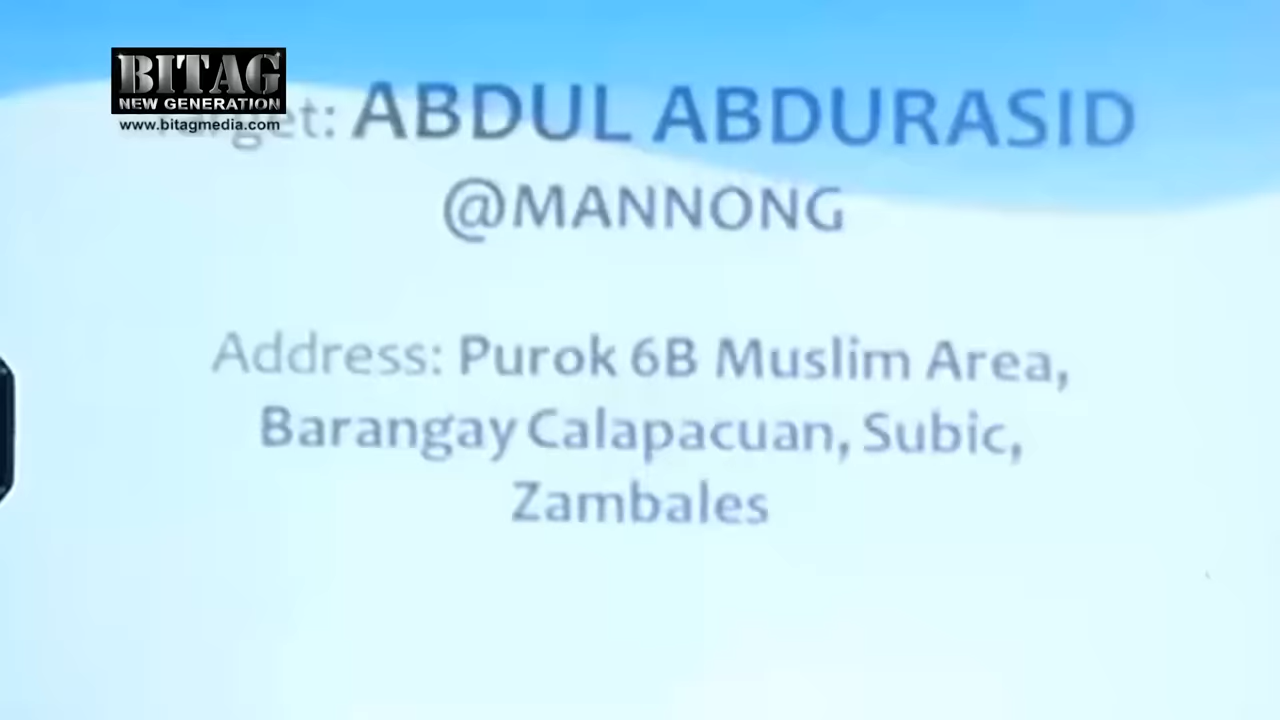 BITAG
NEW GENERATION
www.bitagmedia.com
ABDUL ABDURASID
@MANNONG
Address: Purok 6B Muslim Area,
Barangay Calapacuan, Subic,
Zambales